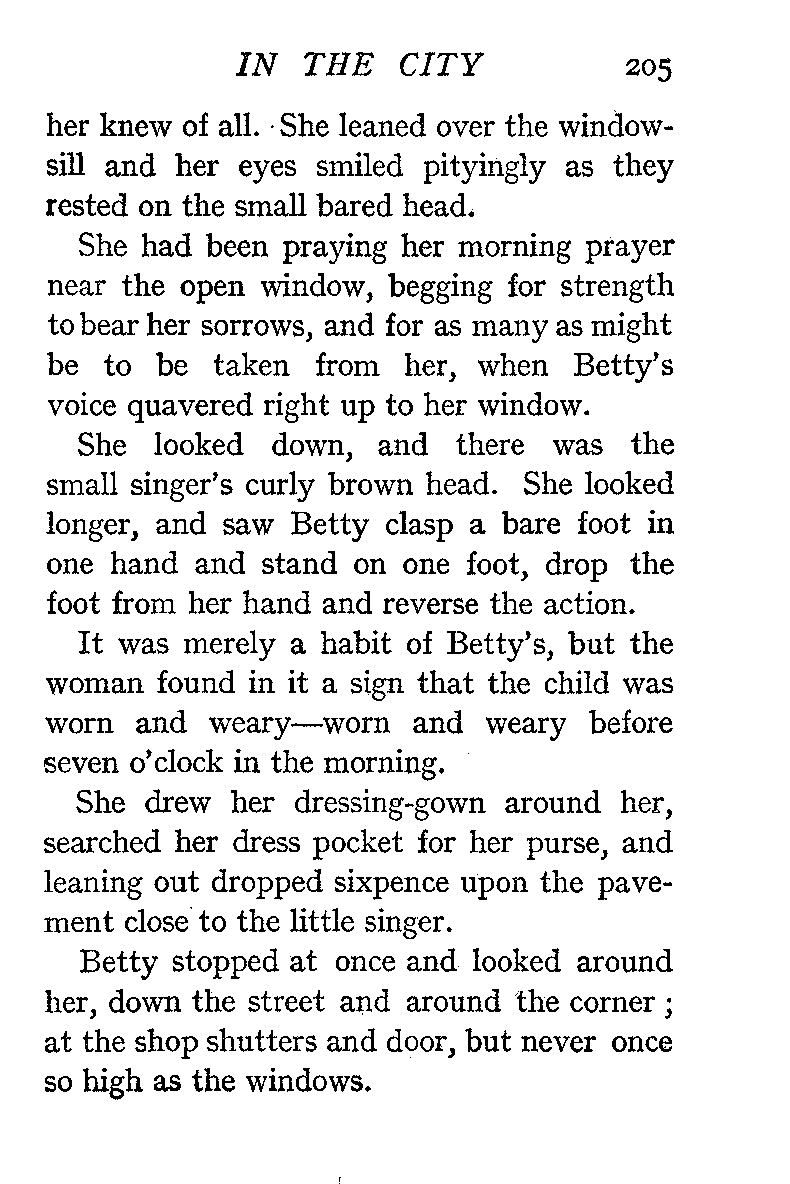 IN THE CITY 205
her knew of all. She leaned over the window-
sill and her eyes smiled pityingly as they
rested on the small bared head.
She had been praying her morning prayer
near the open window, begging for strength
to bear her sorrows, and for as many as might
be to be taken from her, when Betty's
voice quavered right up to her window.
She looked down, and there was the
small singer's curly brown head. She looked
longer, and saw Betty clasp a bare foot in
one hand and stand on one foot, drop the
foot from her hand and reverse the action.
It was merely a habit of Betty's, but the
woman found in it a sign that the child was
worn and weary—worn and weary before
seven o'clock in the morning.
She drew her dressing-gown around her,
searched her dress pocket for her purse, and
leaning out dropped sixpence upon the pave-
ment close to the little singer.
Betty stopped at once and looked around
her, down the street and around the corner ;
at the shop shutters and door, but never once
so high as the windows.